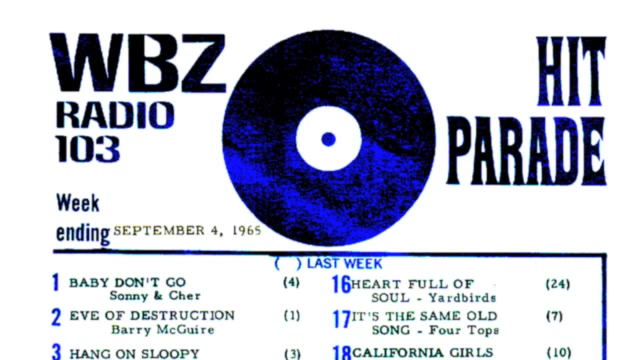 WBZ
RADIO
103
HIT
PARADE
Week
ending SEPTEMBER 4, 1965
( ) LAST WEEK
1 BABY DON'T GO (4)
Sonny & Cher
2 EVE OF DESTRUCTION (1)
Barry McGuire
3 HANG ON SLOOPY (3)
16 HEART FULL OF (24)
SOUL - Yardbirds
17 IT'S THE SAME OLD (7)
SONG - Four Tops
18 CALIFORNIA GIRLS (10)